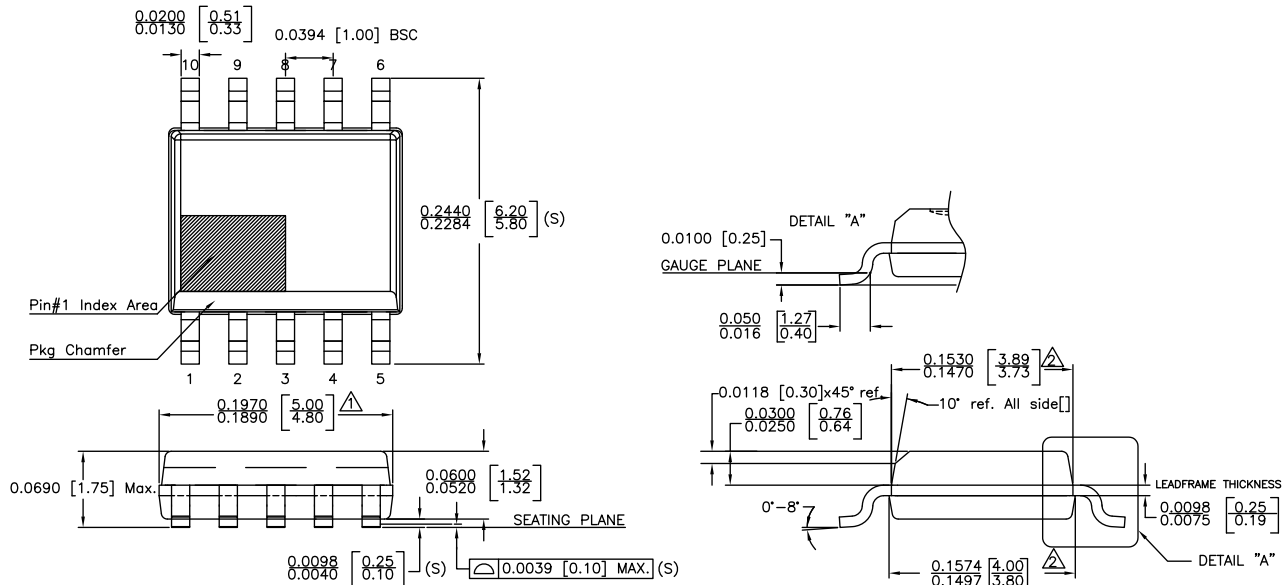 0.0200 [0.51]
0.0130 [0.33]
0.0394 [1.00] BSC
10 9 8 7 6
0.2440 [6.20] (S)
0.2284 [5.80]
Pin#1 Index Area
Pkg Chamfer
1 2 3 4 5
DETAIL "A"
0.0100 [0.25]
GAUGE PLANE
0.050 [1.27]
0.016 [0.40]
0.1970 [5.00] 1
0.1890 [4.80]
0.0690 [1.75] Max.
0.0600 [1.52]
0.0520 [1.32]
SEATING PLANE
0.0098 [0.25] (S)
0.0040 [0.10]
0.0039 [0.10] MAX. (S)
0.1530 [3.89] 2
0.1470 [3.73]
0.0118 [0.30]x45° ref
10° ref. All side[]
0.0300 [0.76]
0.0250 [0.64]
0°-8°
LEADFRAME THICKNESS
0.0098 [0.25]
0.0075 [0.19]
DETAIL "A"
0.1574 [4.00] 2
0.1497 [3.80]